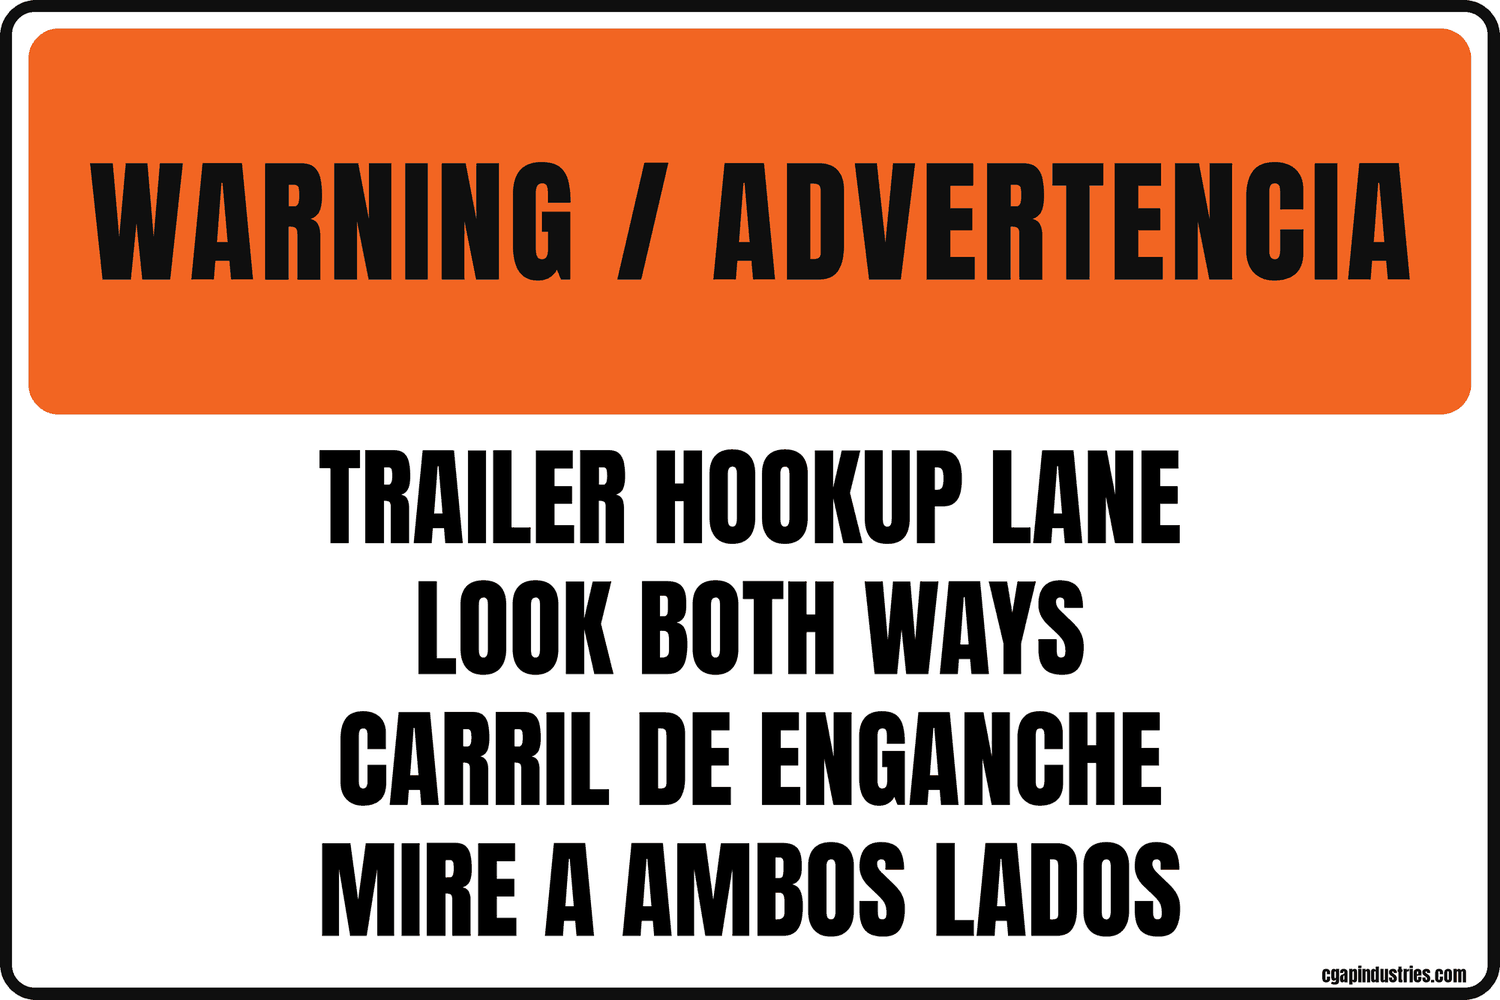 WARNING / ADVERTENCIA
TRAILER HOOKUP LANE
LOOK BOTH WAYS
CARRIL DE ENGANCHE
MIRE A AMBOS LADOS
cgapindustries.com